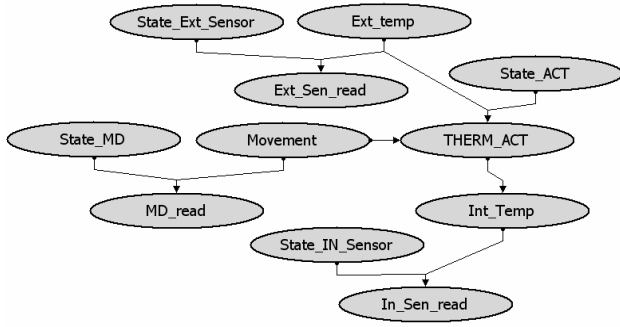 State_Ext_Sensor
Ext_temp
Ext_Sen_read
State_ACT
State_MD
Movement
THERM_ACT
MD_read
Int_Temp
State_IN_Sensor
In_Sen_read